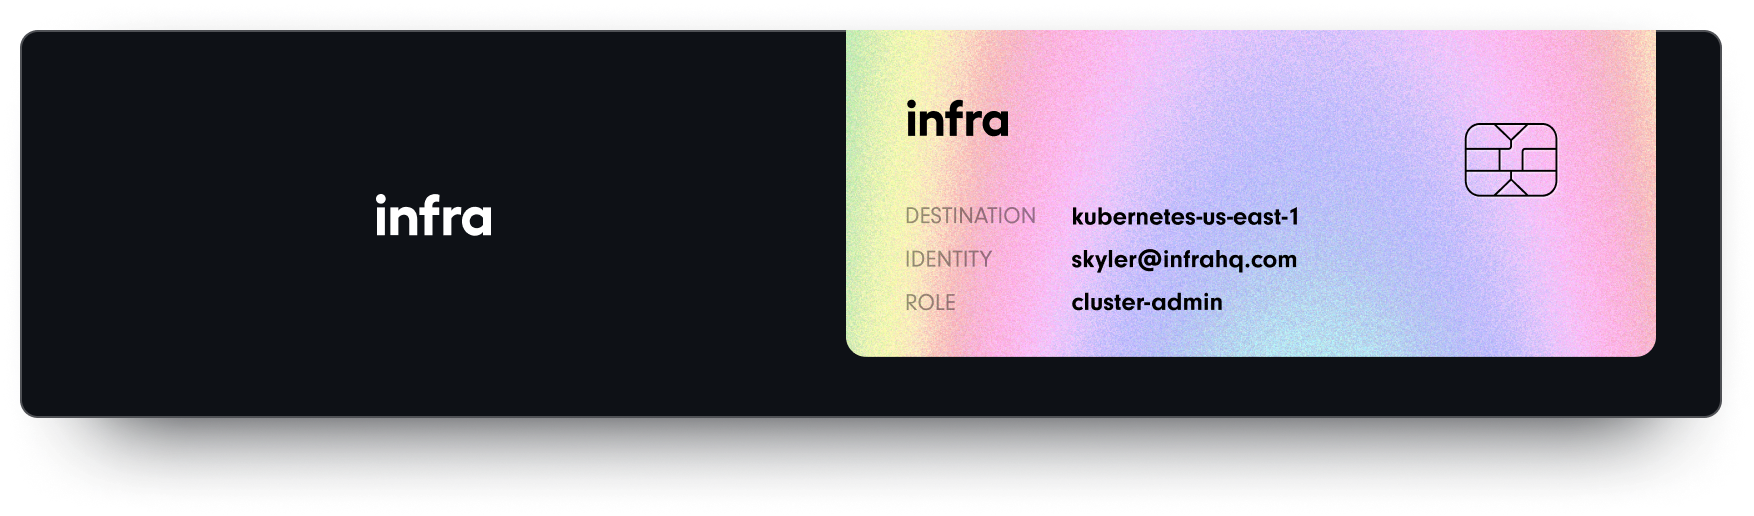 infra
infra
DESTINATION kubernetes-us-east-1
IDENTITY skyler@infrahq.com
ROLE cluster-admin